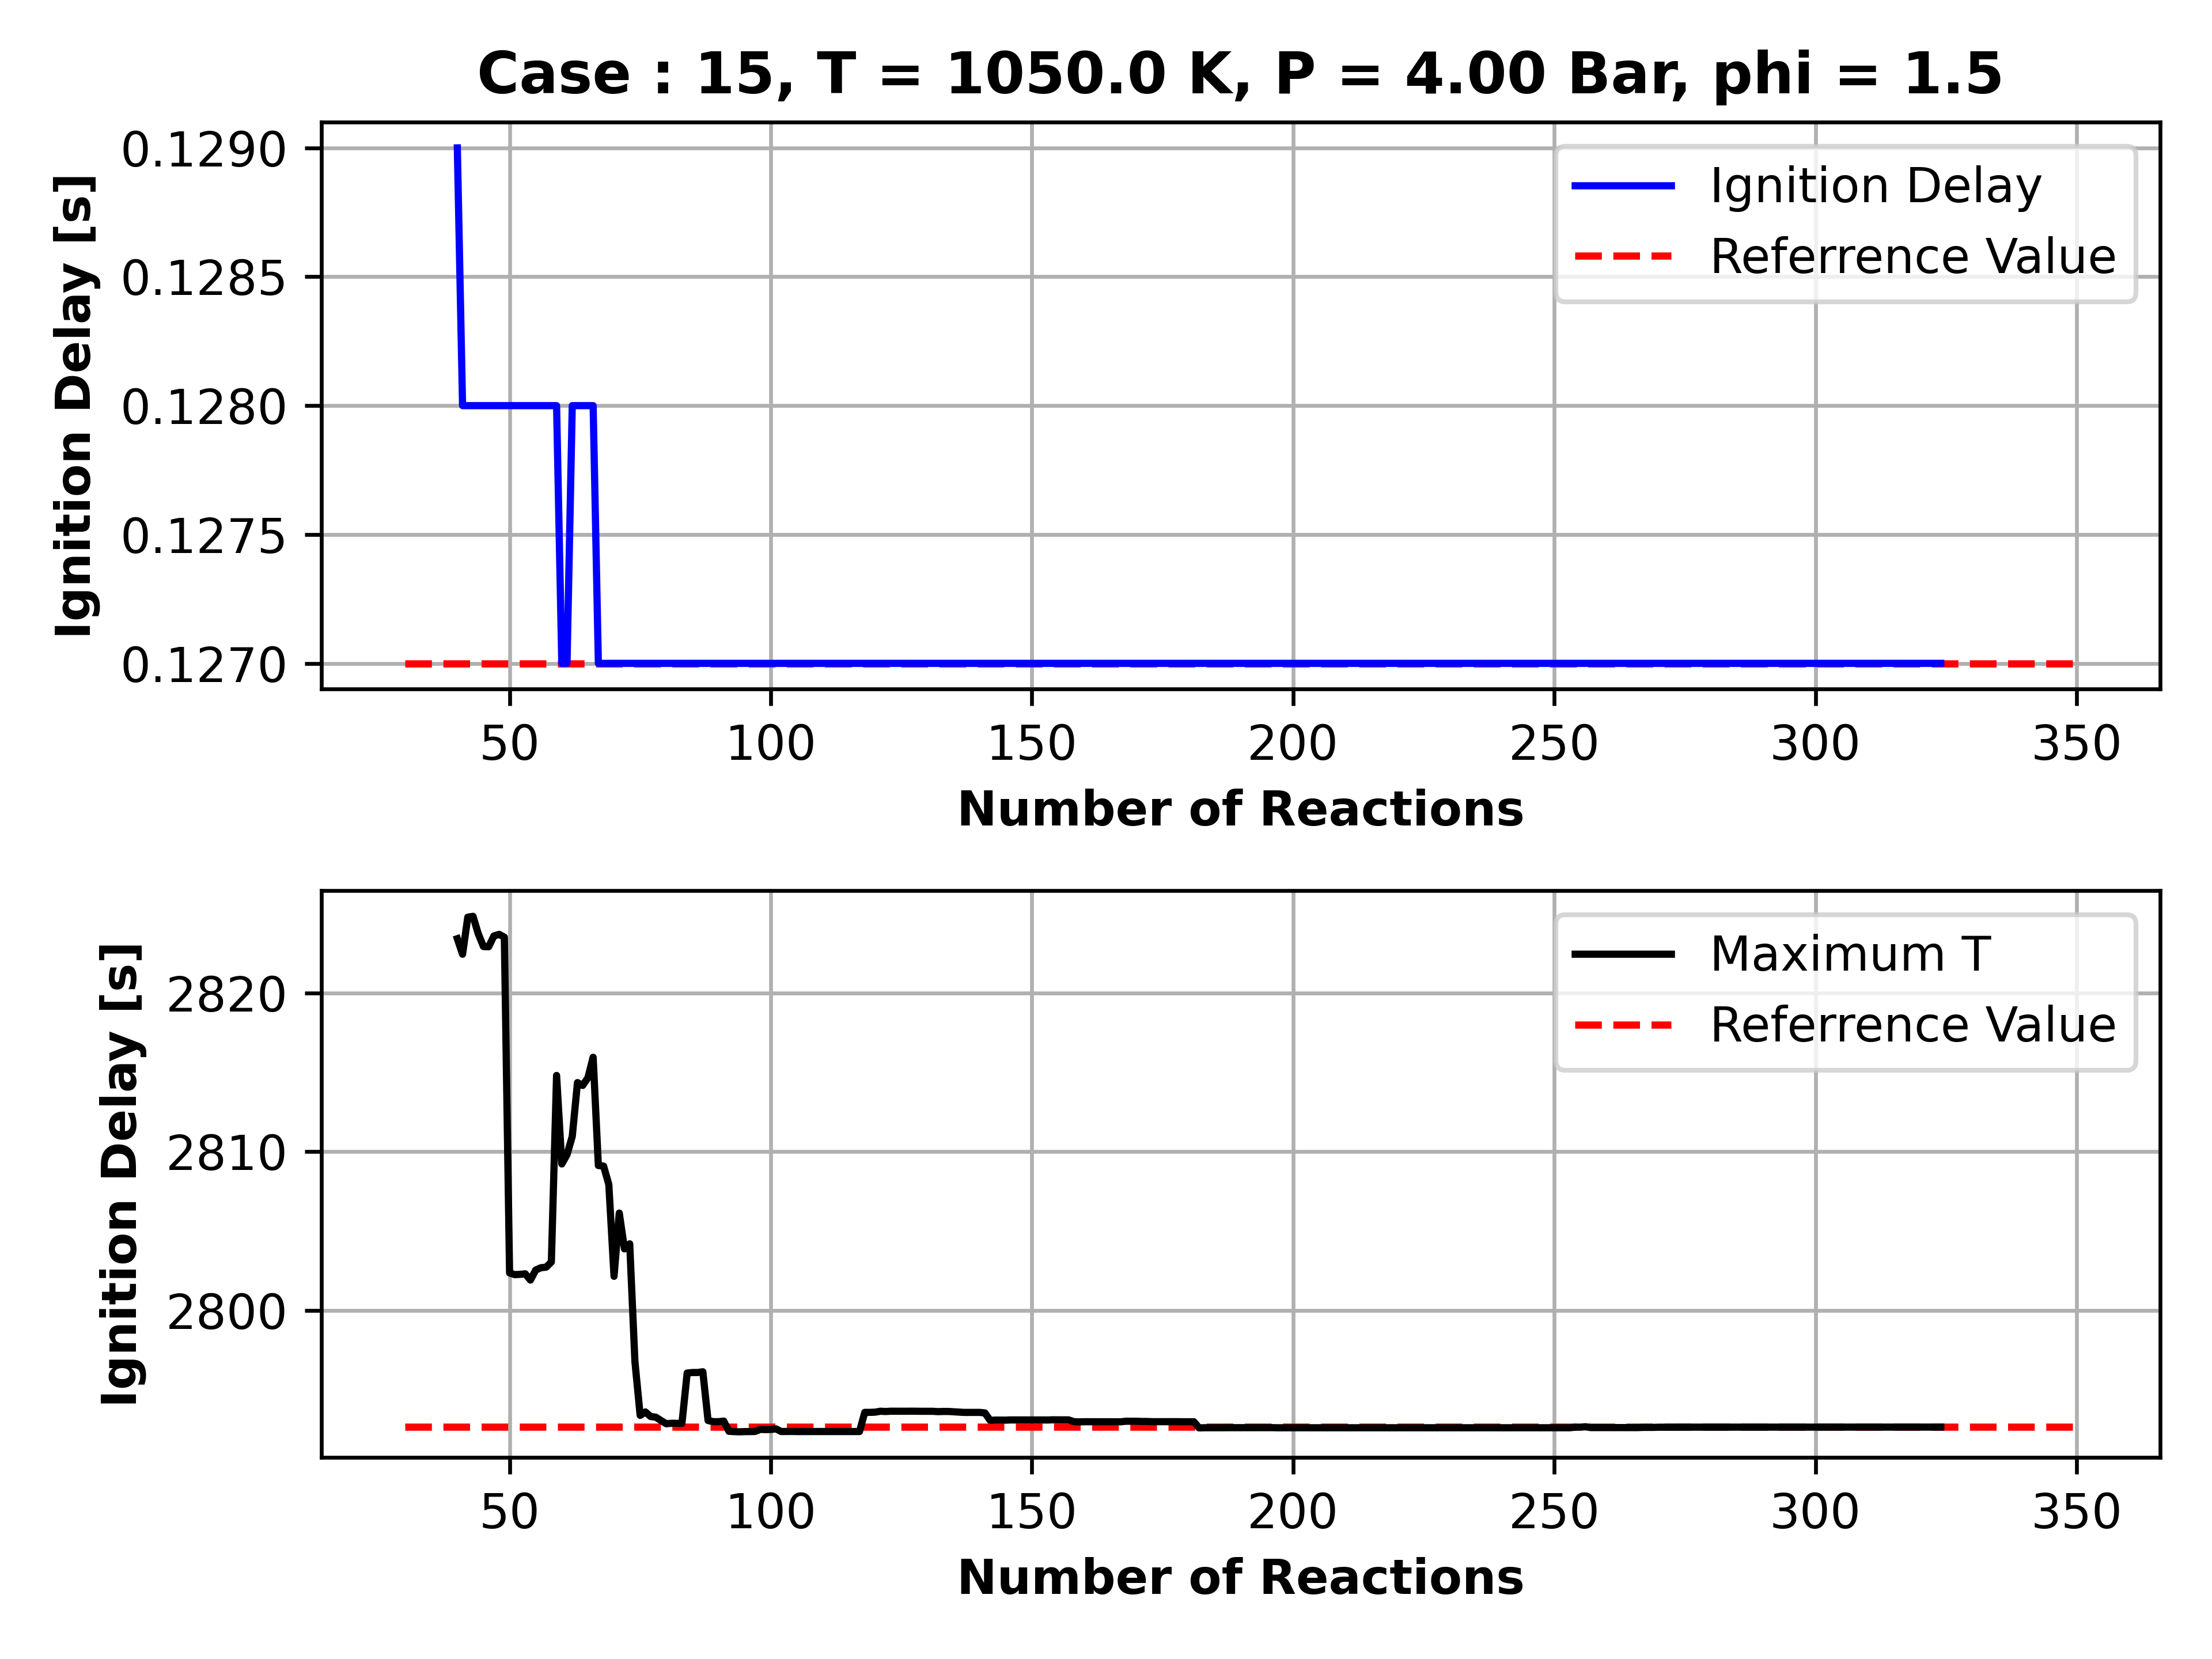 Case : 15, T = 1050.0 K, P = 4.00 Bar, phi = 1.5
Ignition Delay [s]
0.1290
0.1285
0.1280
0.1275
0.1270
Ignition Delay
Referrence Value
50 100 150 200 250 300 350
Number of Reactions
Ignition Delay [s]
2820
2810
2800
Maximum T
Referrence Value
50 100 150 200 250 300 350
Number of Reactions